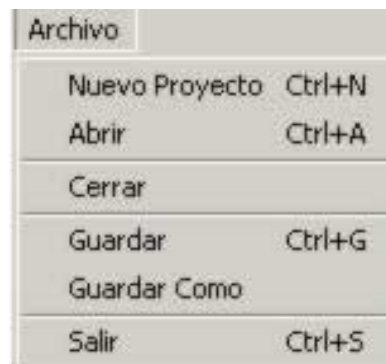 Archivo
Nuevo Proyecto Ctrl+N
Abrir Ctrl+A
Cerrar
Guardar Ctrl+G
Guardar Como
Salir Ctrl+S